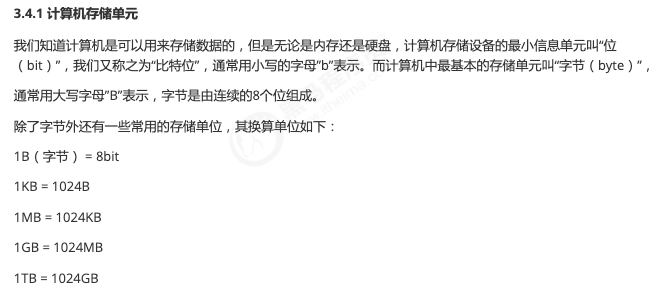 3.4.1 计算机存储单元
我们知道计算机是可以用来存储数据的，但是无论是内存还是硬盘，计算机存储设备的最小信息单元叫“位
（bit）”，我们又称之为“比特位”，通常用小写的字母”b”表示。而计算机中最基本的存储单元叫“字节（byte）”，
通常用大写字母”B”表示，字节是由连续的8个位组成。
除了字节外还有一些常用的存储单位，其换算单位如下：
1B（字节） = 8bit
1KB = 1024B
1MB = 1024KB
1GB = 1024MB
1TB = 1024GB